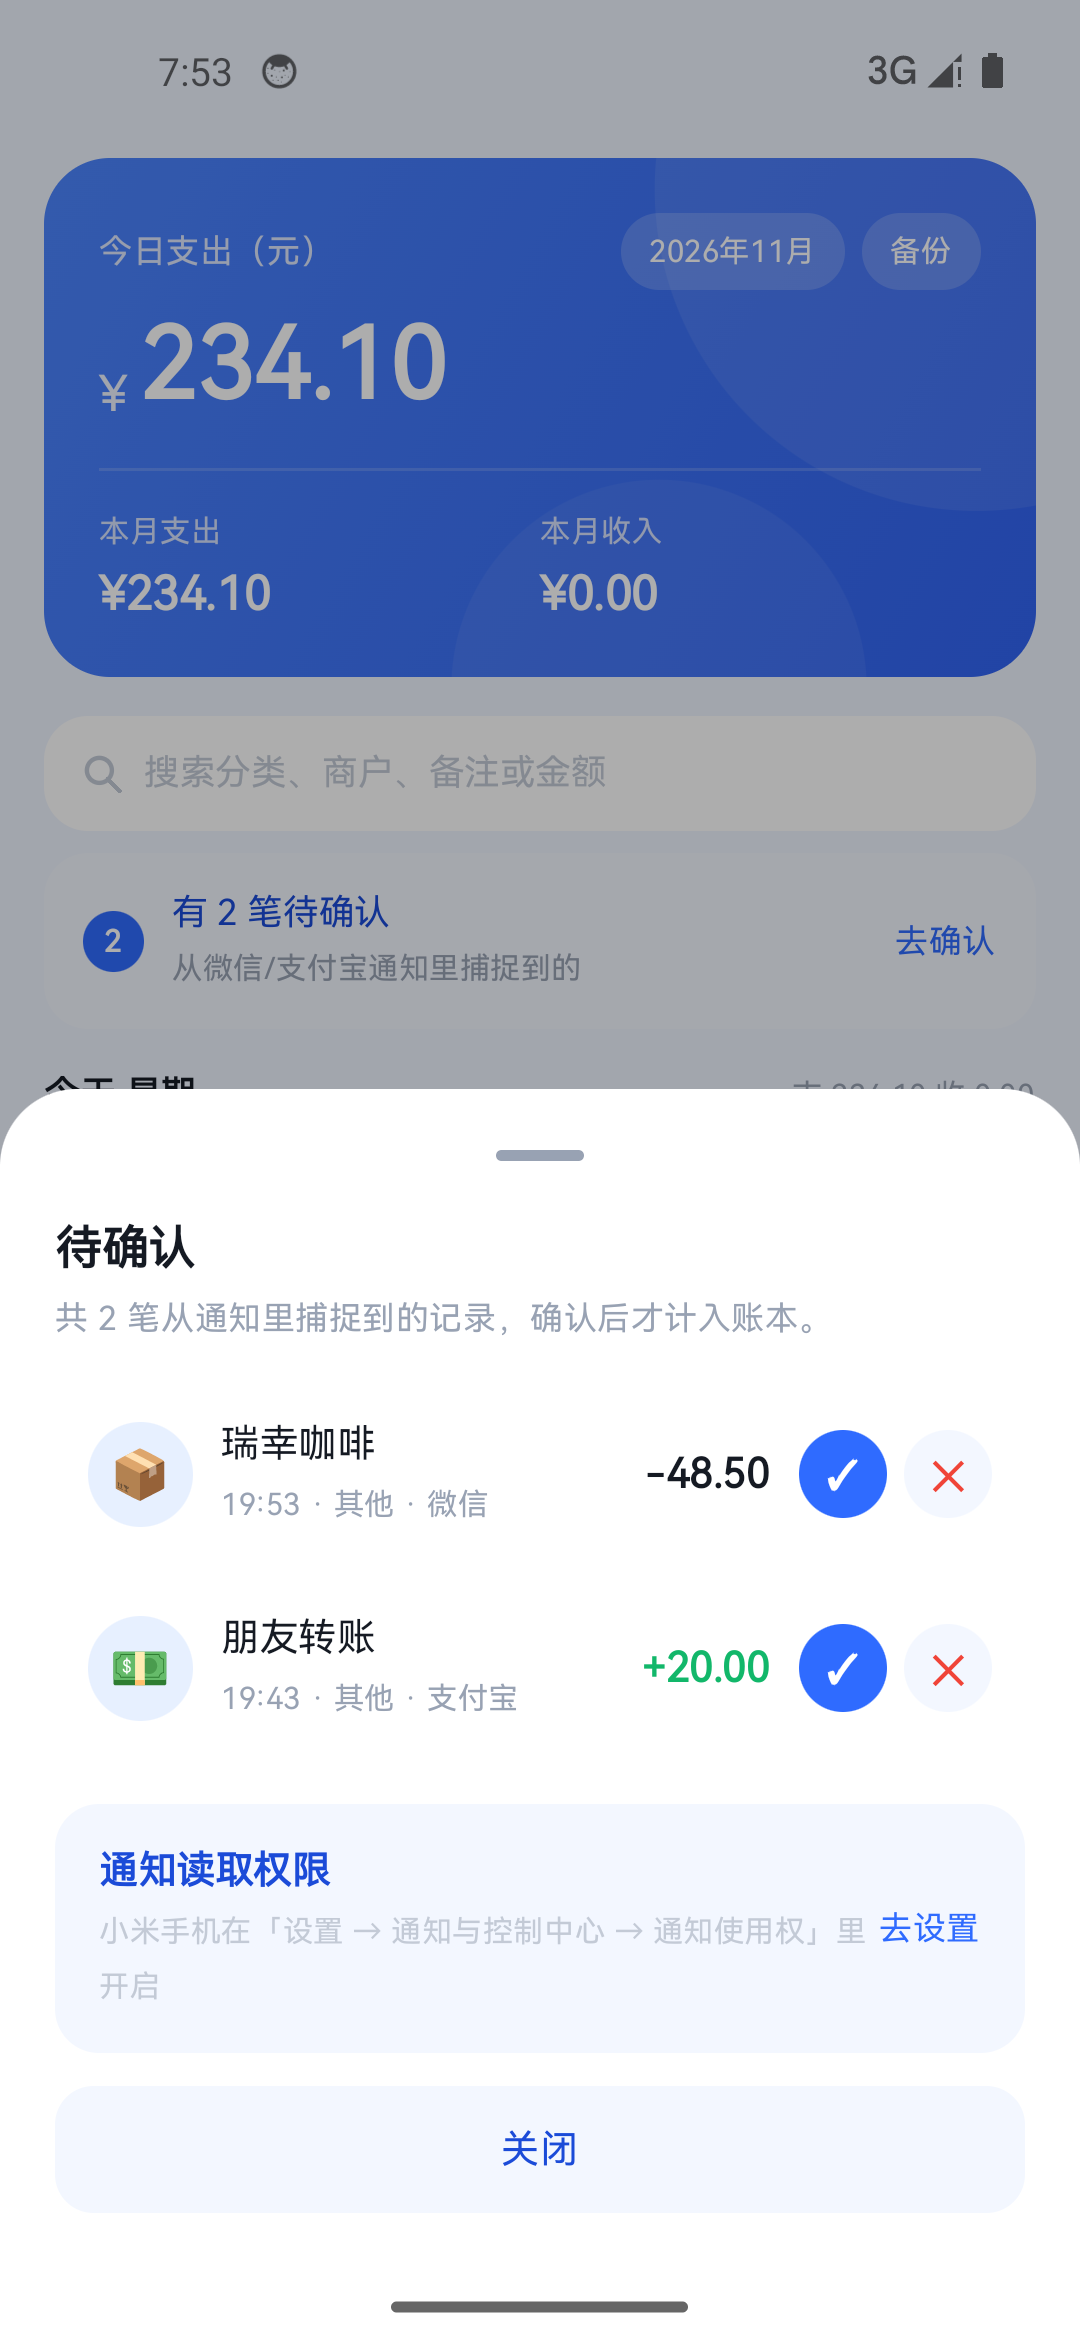 7:53
3G
今日支出（元）
2026年11月
备份
¥ 234.10
本月支出
本月收入
¥234.10
¥0.00
搜索分类、商户、备注或金额
有 2 笔待确认
2
去确认
从微信/支付宝通知里捕捉到的
今天 星期
待确认
共 2 笔从通知里捕捉到的记录，确认后才计入账本。
瑞幸咖啡
-48.50
19:53 · 其他 · 微信
朋友转账
+20.00
19:43 · 其他 · 支付宝
通知读取权限
小米手机在「设置 → 通知与控制中心 → 通知使用权」里
去设置
开启
关闭